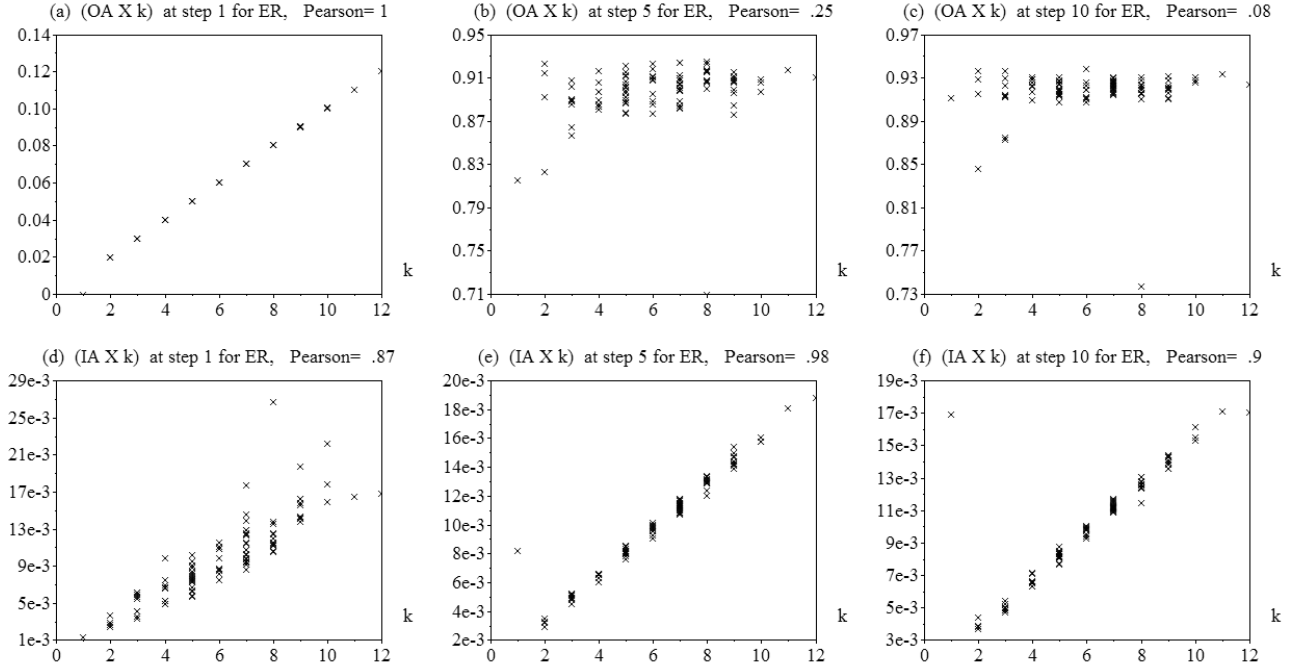 (a) (OA X k) at step 1 for ER, Pearson= 1
0.14
0.12
0.10
0.08
0.06
0.04
0.02
0
k
0 2 4 6 8 10 12
(b) (OA X k) at step 5 for ER, Pearson= .25
0.95
0.91
0.87
0.83
0.79
0.75
0.71
k
0 2 4 6 8 10 12
(c) (OA X k) at step 10 for ER, Pearson= .08
0.97
0.93
0.89
0.85
0.81
0.77
0.73
k
0 2 4 6 8 10 12
(d) (IA X k) at step 1 for ER, Pearson= .87
29e-3
25e-3
21e-3
17e-3
13e-3
9e-3
5e-3
1e-3
k
0 2 4 6 8 10 12
(e) (IA X k) at step 5 for ER, Pearson= .98
20e-3
18e-3
16e-3
14e-3
12e-3
10e-3
8e-3
6e-3
4e-3
2e-3
k
0 2 4 6 8 10 12
(f) (IA X k) at step 10 for ER, Pearson= .9
19e-3
17e-3
15e-3
13e-3
11e-3
9e-3
7e-3
5e-3
3e-3
k
0 2 4 6 8 10 12